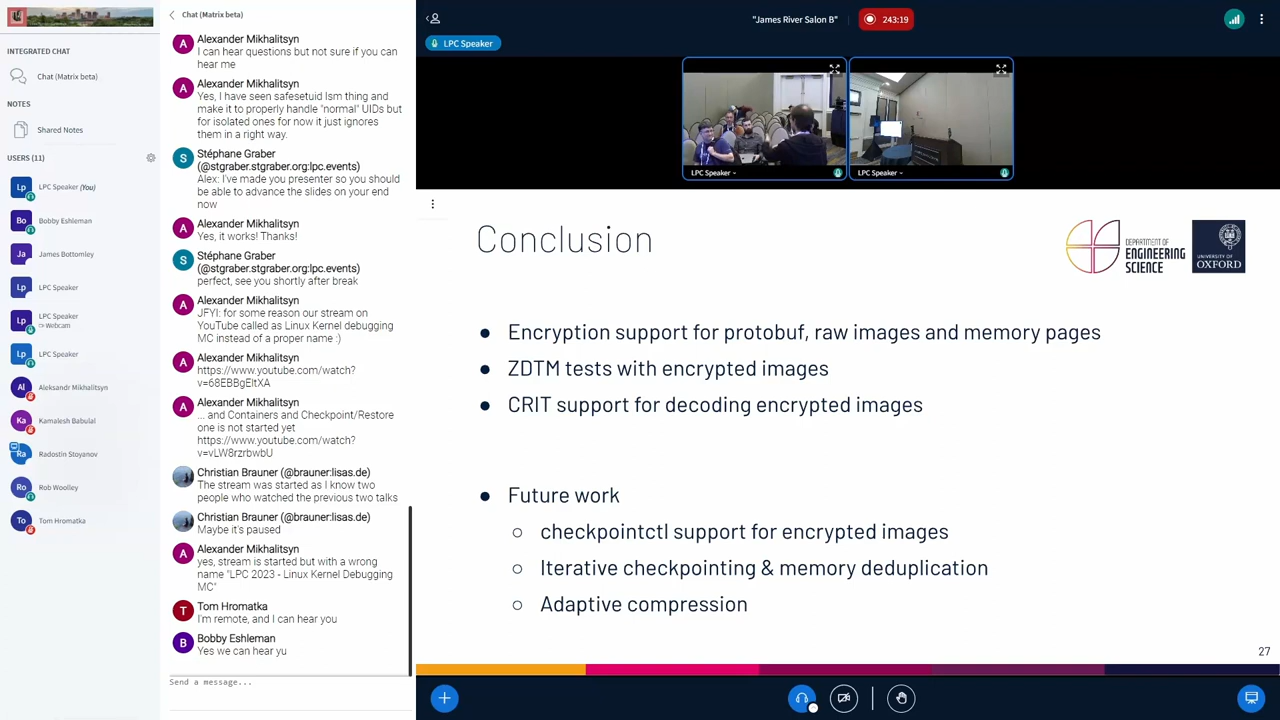 INTEGRATED CHAT
Chat (Matrix beta)
NOTES
Shared Notes
USERS (11)
Lp
LPC Speaker (You)
Bo
Bobby Eshleman
Ja
James Bottomley
Lp
LPC Speaker
Lp
LPC Speaker
Webcam
Lp
LPC Speaker
Al
Aleksandr Mikhalitsyn
Ka
Kamalesh Babulal
Ra
Radostin Stoyanov
Ro
Rob Woolley
To
Tom Hromatka
Chat (Matrix beta)
A
Alexander Mikhalitsyn
I can hear questions but not sure if you can
hear me
A
Alexander Mikhalitsyn
Yes, I have seen safesetuid lsm thing and
make it to properly handle "normal" UIDs but
for isolated ones for now it just ignores
them in a right way.
S
Stéphane Graber
(@stgraber.stgraber.org:lpc.events)
Alex: I've made you presenter so you should
be able to advance the slides on your end
now
A
Alexander Mikhalitsyn
Yes, it works! Thanks!
S
Stéphane Graber
(@stgraber.stgraber.org:lpc.events)
perfect, see you shortly after break
A
Alexander Mikhalitsyn
JFYI: for some reason our stream on
YouTube called as Linux Kernel debugging
MC instead of a proper name :)
A
Alexander Mikhalitsyn
https://www.youtube.com/watch?
v=68EBBgEltXA
A
Alexander Mikhalitsyn
... and Containers and Checkpoint/Restore
one is not started yet
https://www.youtube.com/watch?
v=vLW8rzrbwbU
Christian Brauner (@brauner:lisas.de)
The stream was started as I know two
people who watched the previous two talks
Christian Brauner (@brauner:lisas.de)
Maybe it's paused
A
Alexander Mikhalitsyn
yes, stream is started but with a wrong
name "LPC 2023 - Linux Kernel Debugging
MC"
T
Tom Hromatka
I'm remote, and I can hear you
B
Bobby Eshleman
Yes we can hear yu
Send a message...
"James River Salon B"
243:19
LPC Speaker
LPC Speaker
LPC Speaker
Conclusion
DEPARTMENT OF
ENGINEERING
SCIENCE
UNIVERSITY OF
OXFORD
● Encryption support for protobuf, raw images and memory pages
● ZDTM tests with encrypted images
● CRIT support for decoding encrypted images
● Future work
○ checkpointctl support for encrypted images
○ Iterative checkpointing & memory deduplication
○ Adaptive compression
27